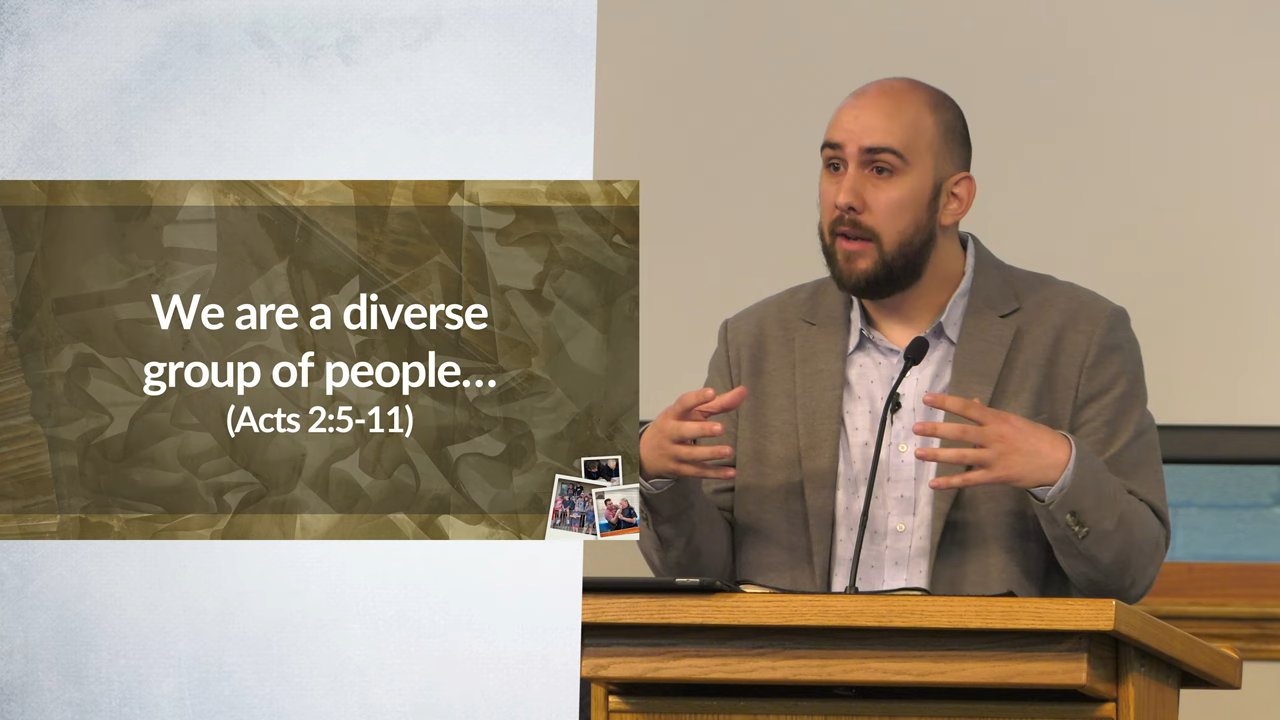 We are a diverse
group of people...
(Acts 2:5-11)